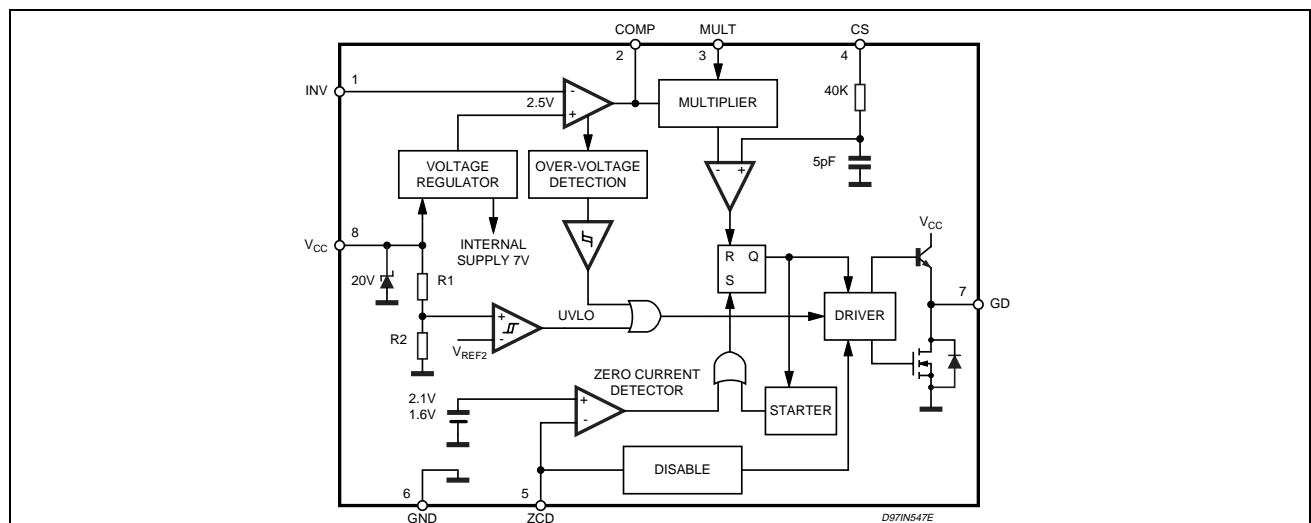 COMP MULT CS
2 3 4
1
INV
2.5V
-
+
MULTIPLIER
40K
5pF
- +
VOLTAGE
REGULATOR
OVER-VOLTAGE
DETECTION
8
VCC
INTERNAL
SUPPLY 7V
20V
R1
R2
R Q
S
VCC
7
GD
DRIVER
UVLO
+
-
VREF2
ZERO CURRENT
DETECTOR
2.1V
1.6V
+
-
STARTER
DISABLE
6
GND
5
ZCD
D97IN547E